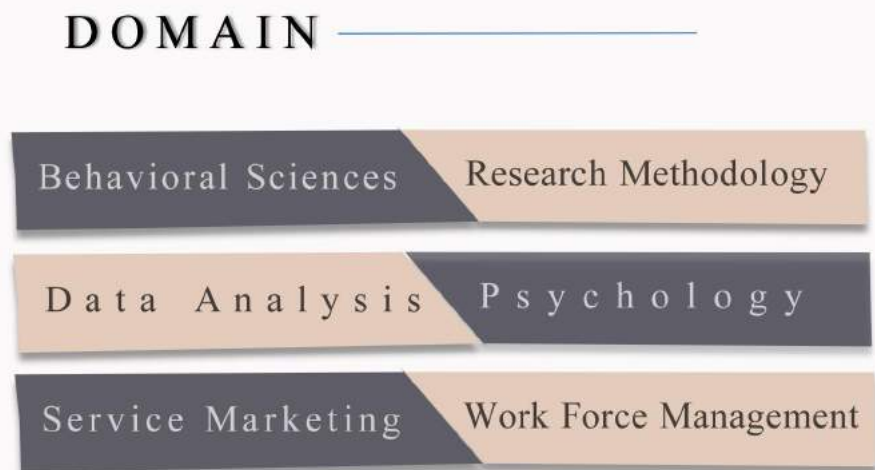 DOMAIN
Behavioral Sciences Research Methodology
Data Analysis Psychology
Service Marketing Work Force Management